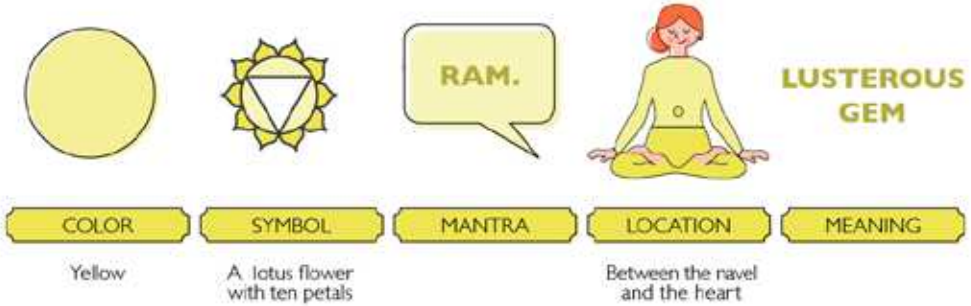 RAM.
LUSTEROUS
GEM
COLOR
SYMBOL
MANTRA
LOCATION
MEANING
Yellow
A lotus flower
with ten petals
Between the navel
and the heart